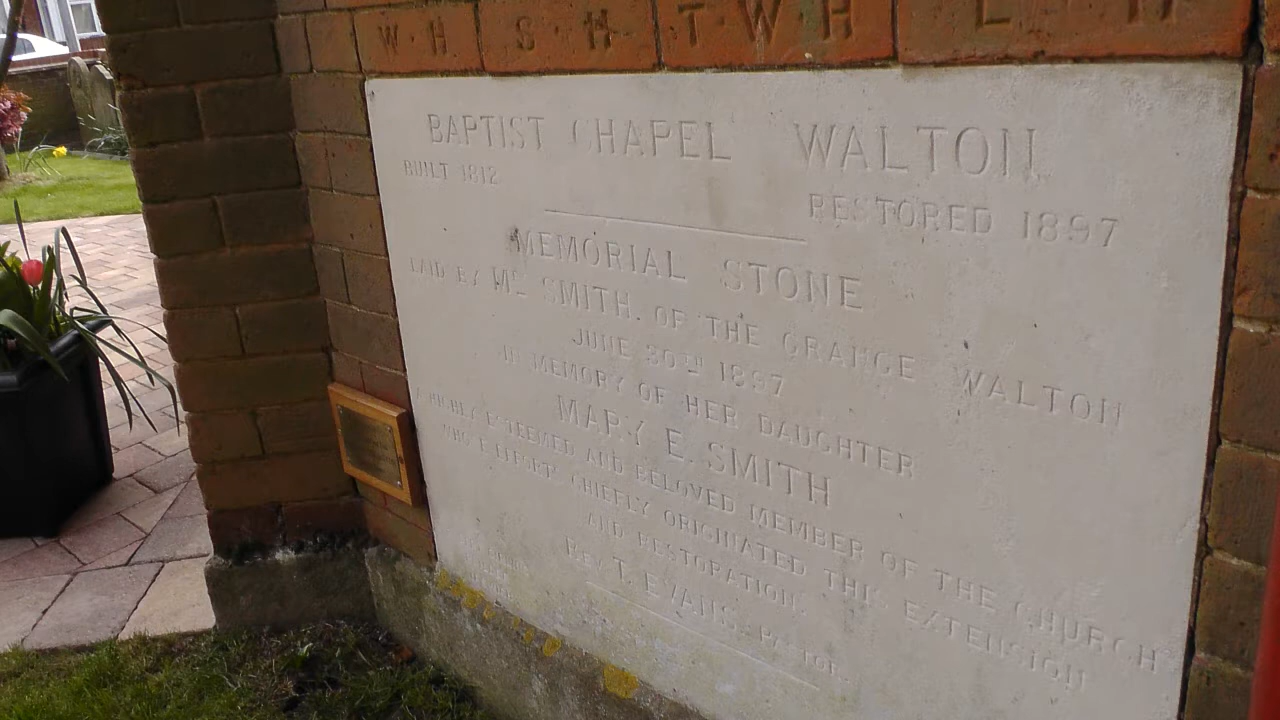 W·H S·H T·W·H
BAPTIST CHAPEL WALTON
BUILT 1812
RESTORED 1897
MEMORIAL STONE
LAID BY MRS SMITH. OF THE GRANGE WALTON
JUNE 30TH 1897
IN MEMORY OF HER DAUGHTER
MARY E. SMITH
A HIGHLY ESTEEMED AND BELOVED MEMBER OF THE CHURCH
WHOSE EFFORTS CHIEFLY ORIGINATED THIS EXTENSION
AND RESTORATION.
REV T. EVANS. PASTOR.